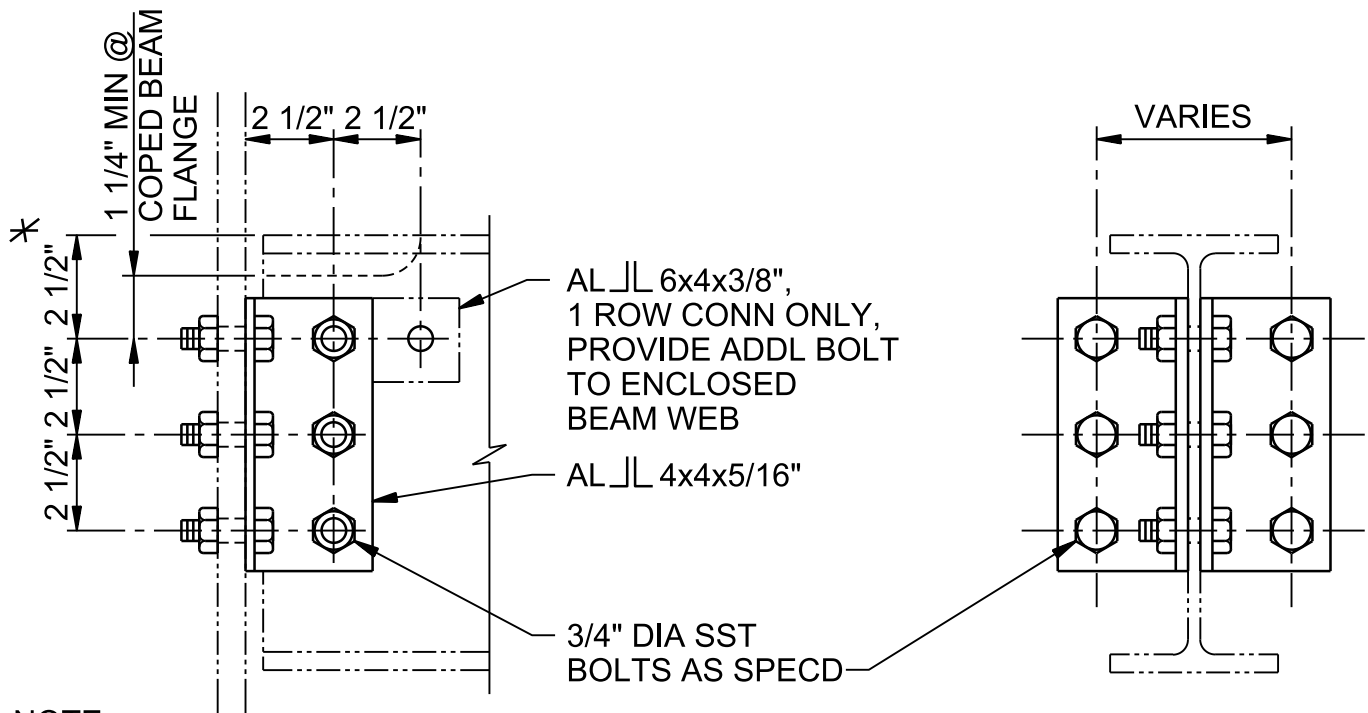 1 1/4" MIN @
COPED BEAM
FLANGE
2 1/2"
2 1/2"
2 1/2"
2 1/2"
2 1/2"
AL 6x4x3/8",
1 ROW CONN ONLY,
PROVIDE ADDL BOLT
TO ENCLOSED
BEAM WEB
AL 4x4x5/16"
3/4" DIA SST
BOLTS AS SPECD
VARIES